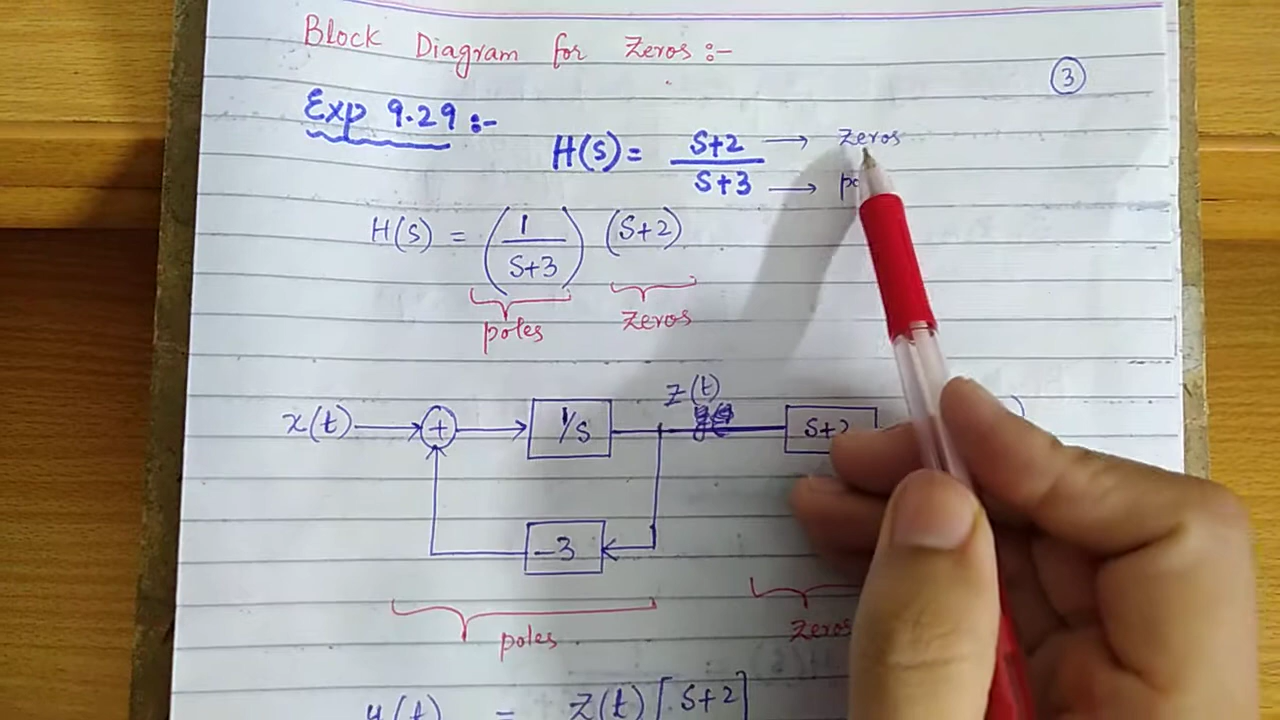 Block Diagram for Zeros :-
3
Exp 9.29 :-
H(s) = S+2 / S+3 → zeros
→
H(s) = (1 / S+3) (S+2)
poles zeros
x(t) + 1/s z(t)
-3
poles zeros
y(t) = z(t) [S+2]